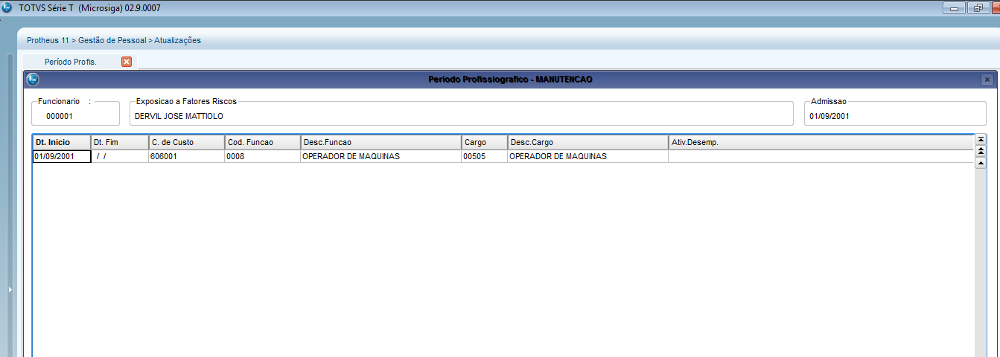 TOTVS Série T (Microsiga) 02.9.0007
Protheus 11 > Gestão de Pessoal > Atualizações
Período Profis.
Periodo Profissiografico - MANUTENCAO
Funcionario : Exposicao a Fatores Riscos Admissao
000001 DERVIL JOSE MATTIOLO 01/09/2001
Dt. Inicio Dt. Fim C. de Custo Cod. Funcao Desc.Funcao Cargo Desc.Cargo Ativ.Desemp.
01/09/2001 / / 606001 0008 OPERADOR DE MAQUINAS 00505 OPERADOR DE MAQUINAS